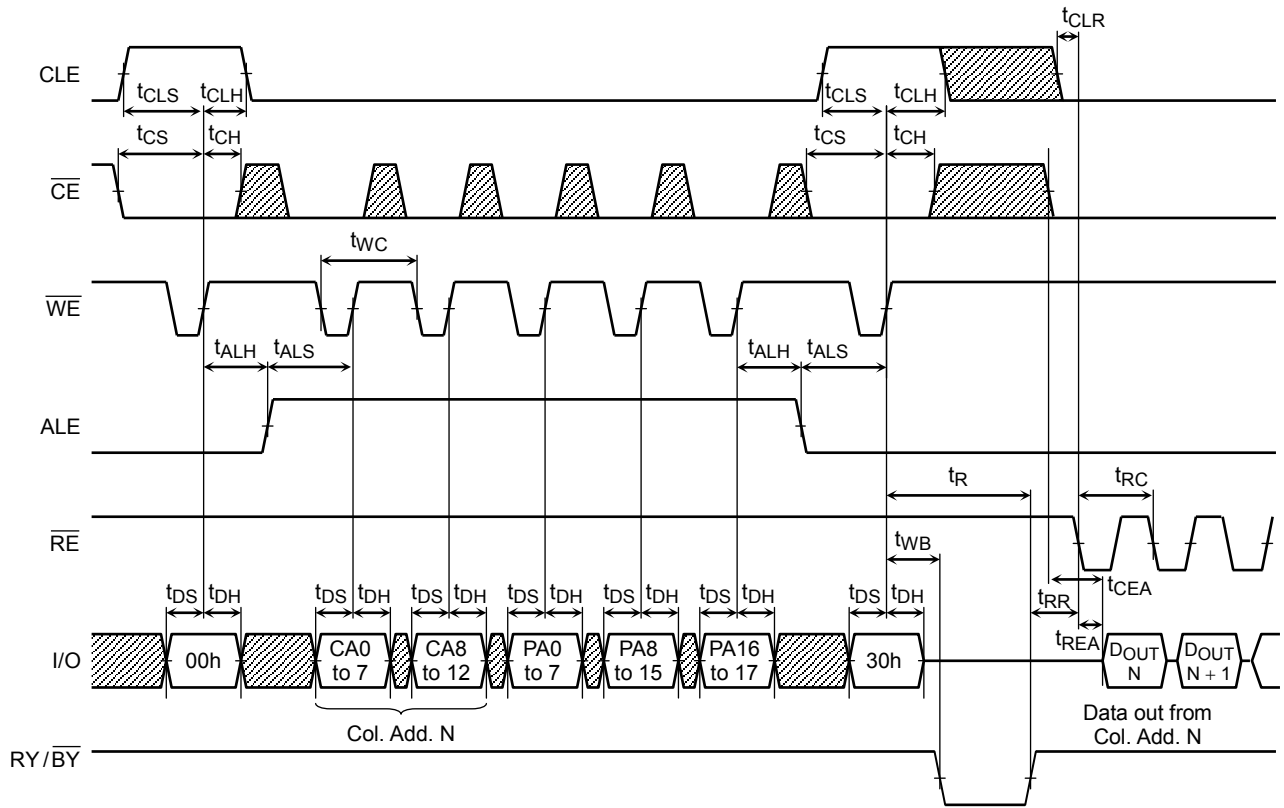 tCLR
CLE
tCLS tCLH tCLS tCLH
tCS tCH tCS tCH
CE
tWC
WE
tALH tALS tALH tALS
ALE
tR tRC
RE
tWB
tCEA
tDS tDH tDS tDH tDS tDH tDS tDH tDS tDH tDS tDH tDS tDH tRR
tREA
I/O 00h CA0 to 7 CA8 to 12 PA0 to 7 PA8 to 15 PA16 to 17 30h DOUT N DOUT N + 1
Col. Add. N
Data out from
Col. Add. N
RY/BY